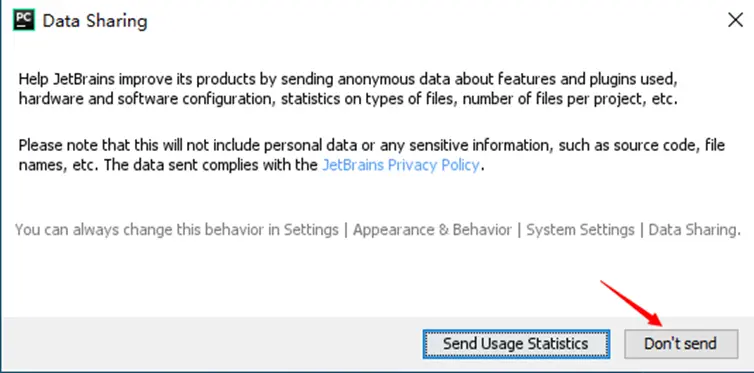 PC Data Sharing
Help JetBrains improve its products by sending anonymous data about features and plugins used,
hardware and software configuration, statistics on types of files, number of files per project, etc.
Please note that this will not include personal data or any sensitive information, such as source code, file
names, etc. The data sent complies with the JetBrains Privacy Policy.
You can always change this behavior in Settings | Appearance & Behavior | System Settings | Data Sharing.
Send Usage Statistics Don't send